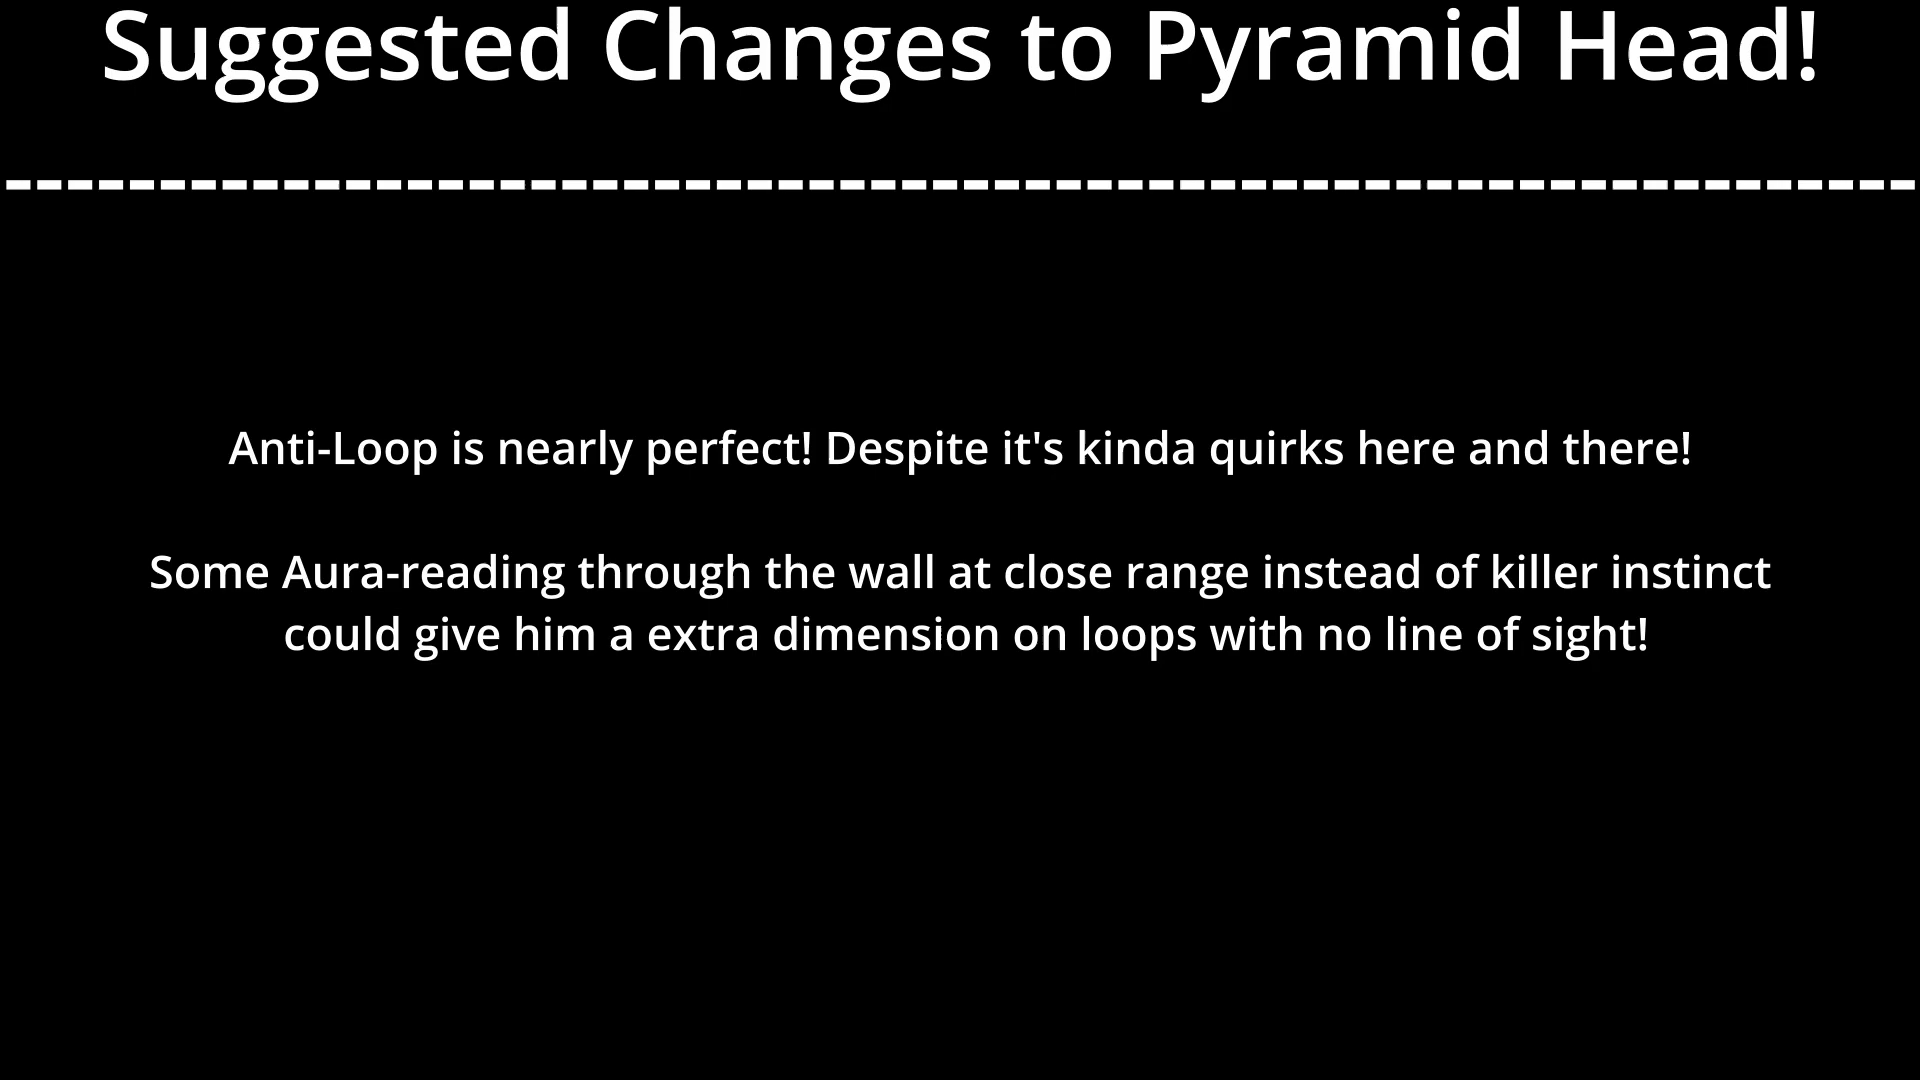 Suggested Changes to Pyramid Head!
--------------------------------------------------------------
Anti-Loop is nearly perfect! Despite it's kinda quirks here and there!
Some Aura-reading through the wall at close range instead of killer instinct
could give him a extra dimension on loops with no line of sight!